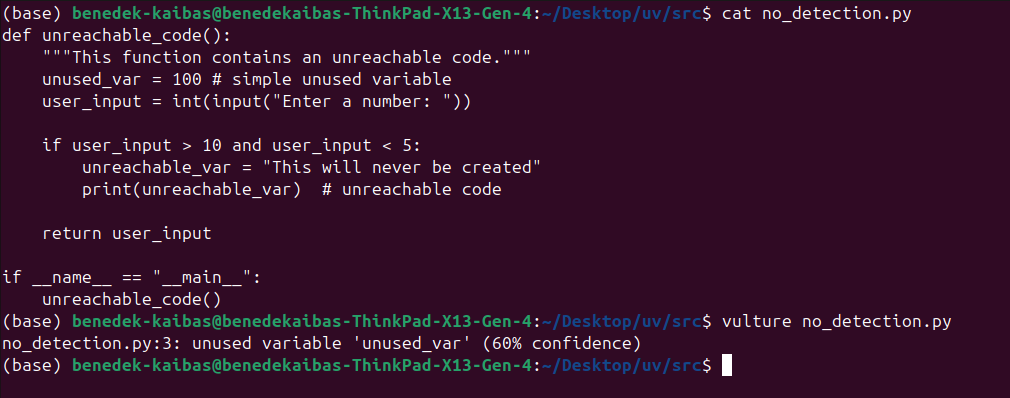 (base) benedek-kaibas@benedekaibas-ThinkPad-X13-Gen-4:~/Desktop/uv/src$ cat no_detection.py
def unreachable_code():
    """This function contains an unreachable code."""
    unused_var = 100 # simple unused variable
    user_input = int(input("Enter a number: "))

    if user_input > 10 and user_input < 5:
        unreachable_var = "This will never be created"
        print(unreachable_var)  # unreachable code

    return user_input

if __name__ == "__main__":
    unreachable_code()
(base) benedek-kaibas@benedekaibas-ThinkPad-X13-Gen-4:~/Desktop/uv/src$ vulture no_detection.py
no_detection.py:3: unused variable 'unused_var' (60% confidence)
(base) benedek-kaibas@benedekaibas-ThinkPad-X13-Gen-4:~/Desktop/uv/src$